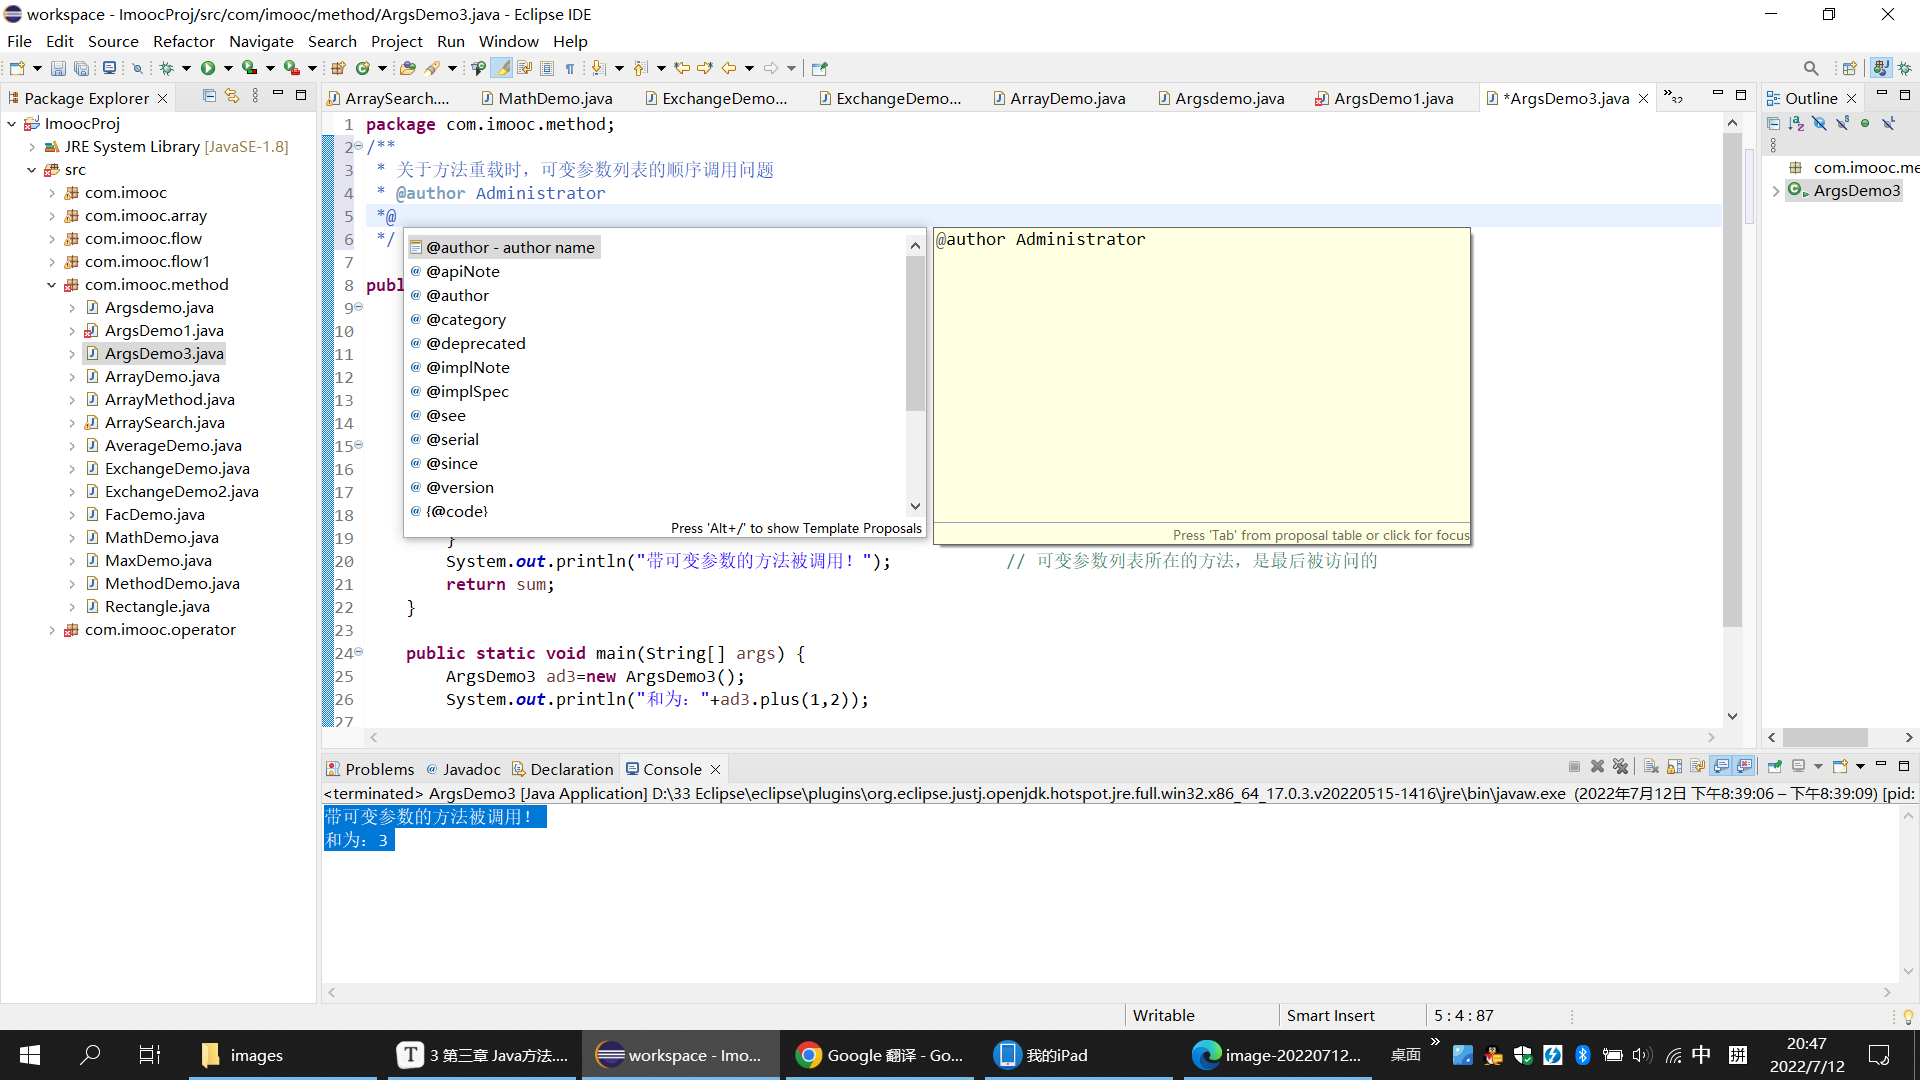 workspace - ImoocProj/src/com/imooc/method/ArgsDemo3.java - Eclipse IDE
File Edit Source Refactor Navigate Search Project Run Window Help
Package Explorer
ArraySearch.... MathDemo.java ExchangeDemo... ExchangeDemo... ArrayDemo.java Argsdemo.java ArgsDemo1.java *ArgsDemo3.java »32
Outline
ImoocProj
JRE System Library [JavaSE-1.8]
src
com.imooc
com.imooc.array
com.imooc.flow
com.imooc.flow1
com.imooc.method
Argsdemo.java
ArgsDemo1.java
ArgsDemo3.java
ArrayDemo.java
ArrayMethod.java
ArraySearch.java
AverageDemo.java
ExchangeDemo.java
ExchangeDemo2.java
FacDemo.java
MathDemo.java
MaxDemo.java
MethodDemo.java
Rectangle.java
com.imooc.operator
1 package com.imooc.method;
2 /**
3 * 关于方法重载时，可变参数列表的顺序调用问题
4 * @author Administrator
5 *@
6 */
7
8 publ
9
10
11
12
13
14
15
16
17
18
19 }
20 System.out.println("带可变参数的方法被调用！"); // 可变参数列表所在的方法，是最后被访问的
21 return sum;
22 }
23
24 public static void main(String[] args) {
25 ArgsDemo3 ad3=new ArgsDemo3();
26 System.out.println("和为："+ad3.plus(1,2));
27
@author - author name
@apiNote
@author
@category
@deprecated
@implNote
@implSpec
@see
@serial
@since
@version
{@code}
Press 'Alt+/' to show Template Proposals
@author Administrator
Press 'Tab' from proposal table or click for focus
com.imooc.me
ArgsDemo3
Problems Javadoc Declaration Console
<terminated> ArgsDemo3 [Java Application] D:\33 Eclipse\eclipse\plugins\org.eclipse.justj.openjdk.hotspot.jre.full.win32.x86_64_17.0.3.v20220515-1416\jre\bin\javaw.exe (2022年7月12日 下午8:39:06 – 下午8:39:09) [pid:
带可变参数的方法被调用！
和为：3
Writable Smart Insert 5 : 4 : 87
images
3 第三章 Java方法....
workspace - Imo...
Google 翻译 - Go...
我的iPad
image-20220712...
桌面
中
拼
20:47
2022/7/12